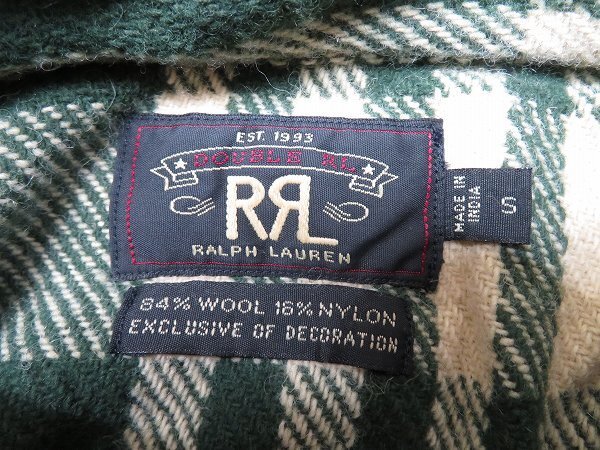 EST. 1993
DOUBLE RL
RRL
RALPH LAUREN
MADE IN
INDIA
S
84% WOOL 16% NYLON
EXCLUSIVE OF DECORATION